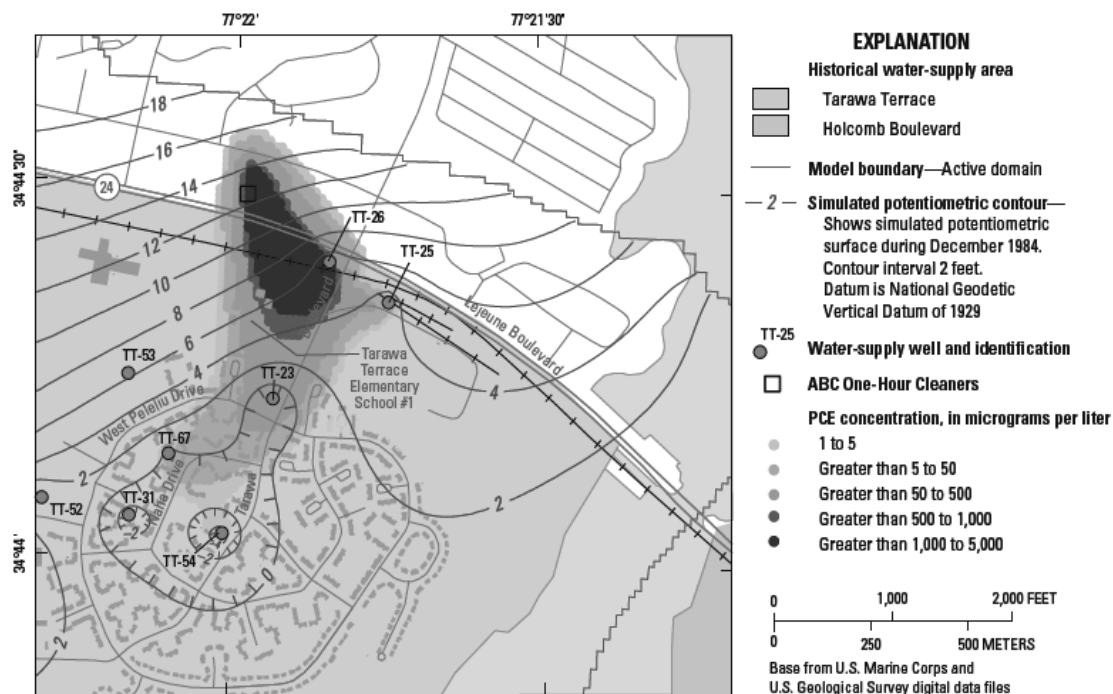 77°22'
77°21'30"
34°44'30"
34°44'
18
16
14
24
12
10
8
6
4
TT-26
TT-25
Lejeune Boulevard
4
TT-53
Tarawa
Terrace
Elementary
School #1
TT-23
West Peleliu Drive
TT-67
2
TT-52
TT-31
Naha Drive
-2
Tarawa
Boulevard
TT-54
-2
0
2
2
EXPLANATION
Historical water-supply area
Tarawa Terrace
Holcomb Boulevard
Model boundary—Active domain
— 2 — Simulated potentiometric contour—
Shows simulated potentiometric
surface during December 1984.
Contour interval 2 feet.
Datum is National Geodetic
Vertical Datum of 1929
TT-25
Water-supply well and identification
ABC One-Hour Cleaners
PCE concentration, in micrograms per liter
1 to 5
Greater than 5 to 50
Greater than 50 to 500
Greater than 500 to 1,000
Greater than 1,000 to 5,000
0 1,000 2,000 FEET
0 250 500 METERS
Base from U.S. Marine Corps and
U.S. Geological Survey digital data files